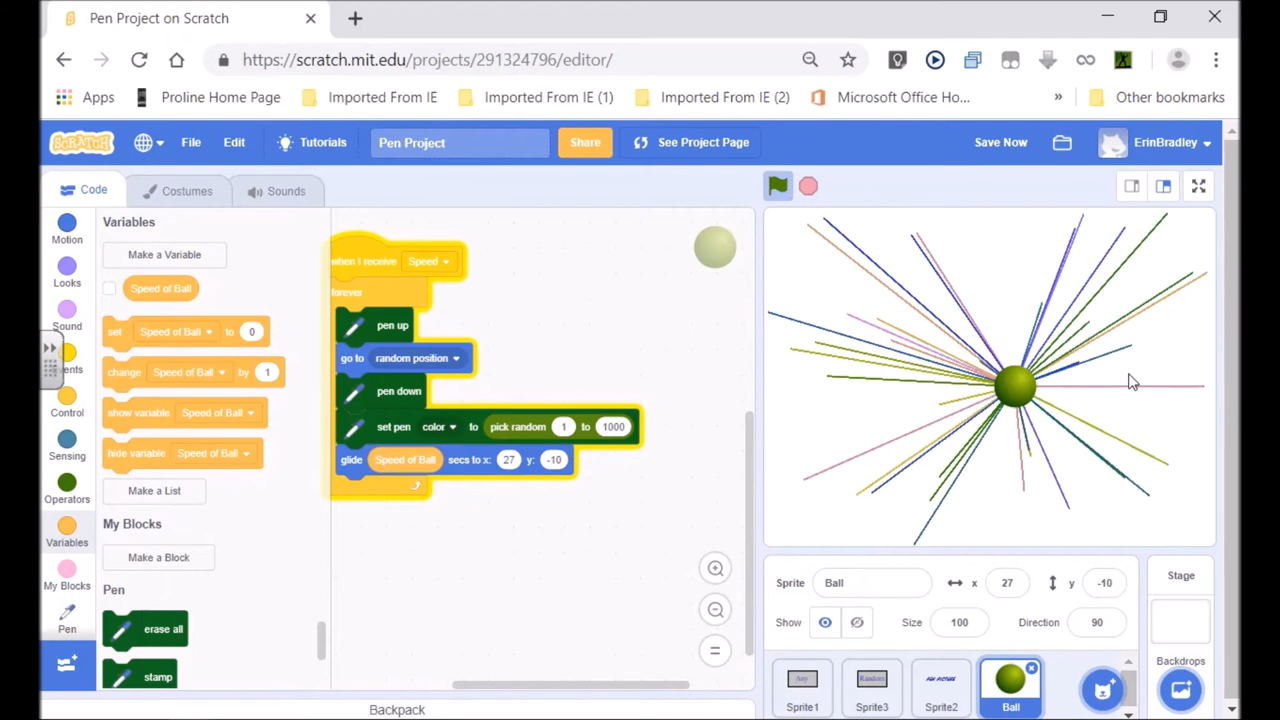 Pen Project on Scratch
https://scratch.mit.edu/projects/291324796/editor/
Apps Proline Home Page Imported From IE Imported From IE (1) Imported From IE (2) Microsoft Office Ho... » Other bookmarks
SCRATCH File Edit Tutorials Pen Project Share See Project Page Save Now ErinBradley
Code Costumes Sounds
Motion
Looks
Sound
ents
Control
Sensing
Operators
Variables
My Blocks
Pen
Variables
Make a Variable
Speed of Ball
set Speed of Ball to 0
change Speed of Ball by 1
show variable Speed of Ball
hide variable Speed of Ball
Make a List
My Blocks
Make a Block
Pen
erase all
stamp
when I receive Speed
forever
pen up
go to random position
pen down
set pen color to pick random 1 to 1000
glide Speed of Ball secs to x: 27 y: -10
Backpack
Sprite Ball x 27 y -10
Show Size 100 Direction 90
Any
Sprite1
Random
Sprite3
PEN PICTURE
Sprite2
Ball
Stage
Backdrops